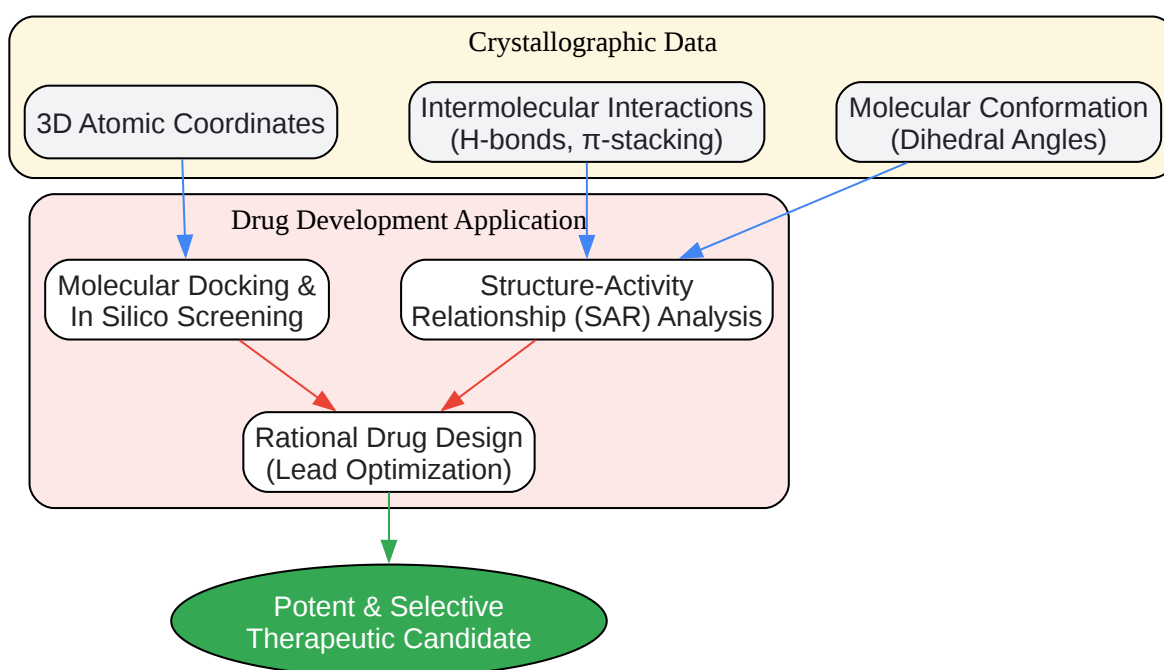 Crystallographic Data
3D Atomic Coordinates
Intermolecular Interactions
(H-bonds, π-stacking)
Molecular Conformation
(Dihedral Angles)
Drug Development Application
Molecular Docking &
In Silico Screening
Structure-Activity
Relationship (SAR) Analysis
Rational Drug Design
(Lead Optimization)
Potent & Selective
Therapeutic Candidate